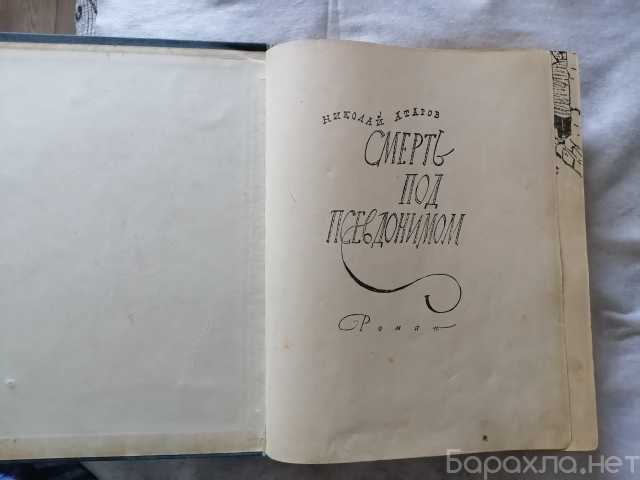 НИКОЛАЙ АТАРОВ
СМЕРТЬ
ПОД
ПСЕВДОНИМОМ
Роман
Барахла.нет